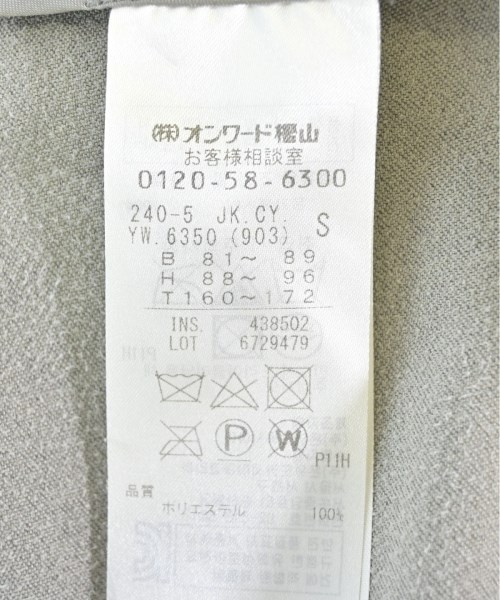 (株)オンワード樫山
お客様相談室
0120-58-6300
240-5 JK.CY.
YW.6350 (903) S
B 81〜 89
H 88〜 96
T160〜172
INS. 438502
LOT 6729479
P
W
P11H
品質
ポリエステル 100%